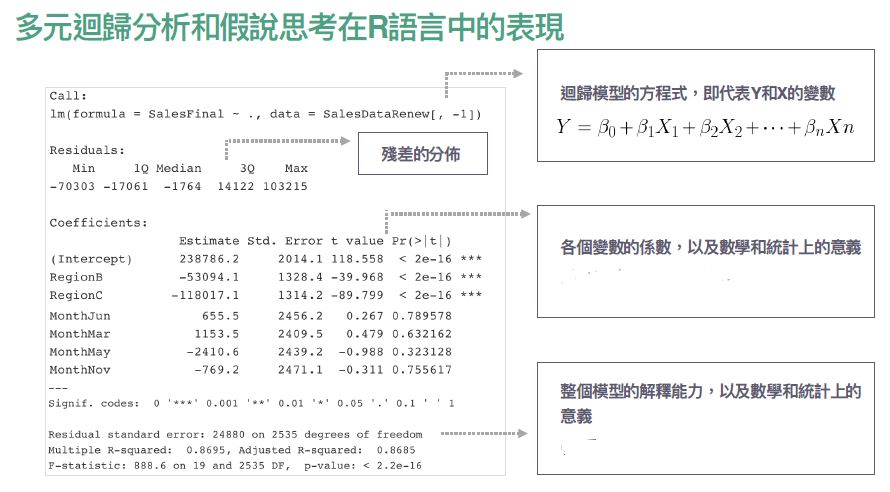 多元迴歸分析和假說思考在R語言中的表現
Call:
lm(formula = SalesFinal ~ ., data = SalesDataRenew[, -1])
Residuals:
Min 1Q Median 3Q Max
-70303 -17061 -1764 14122 103215
Coefficients:
Estimate Std. Error t value Pr(>|t|)
(Intercept) 238786.2 2014.1 118.558 < 2e-16 ***
RegionB -53094.1 1328.4 -39.968 < 2e-16 ***
RegionC -118017.1 1314.2 -89.799 < 2e-16 ***
MonthJun 655.5 2456.2 0.267 0.789578
MonthMar 1153.5 2409.5 0.479 0.632162
MonthMay -2410.6 2439.2 -0.988 0.323128
MonthNov -769.2 2471.1 -0.311 0.755617
---
Signif. codes: 0 '***' 0.001 '**' 0.01 '*' 0.05 '.' 0.1 ' ' 1
Residual standard error: 24880 on 2535 degrees of freedom
Multiple R-squared: 0.8695, Adjusted R-squared: 0.8685
F-statistic: 888.6 on 19 and 2535 DF, p-value: < 2.2e-16
殘差的分佈
迴歸模型的方程式，即代表Y和X的變數
Y = β0+β1X1+β2X2+⋯+βnXn
各個變數的係數，以及數學和統計上的意義
整個模型的解釋能力，以及數學和統計上的
意義